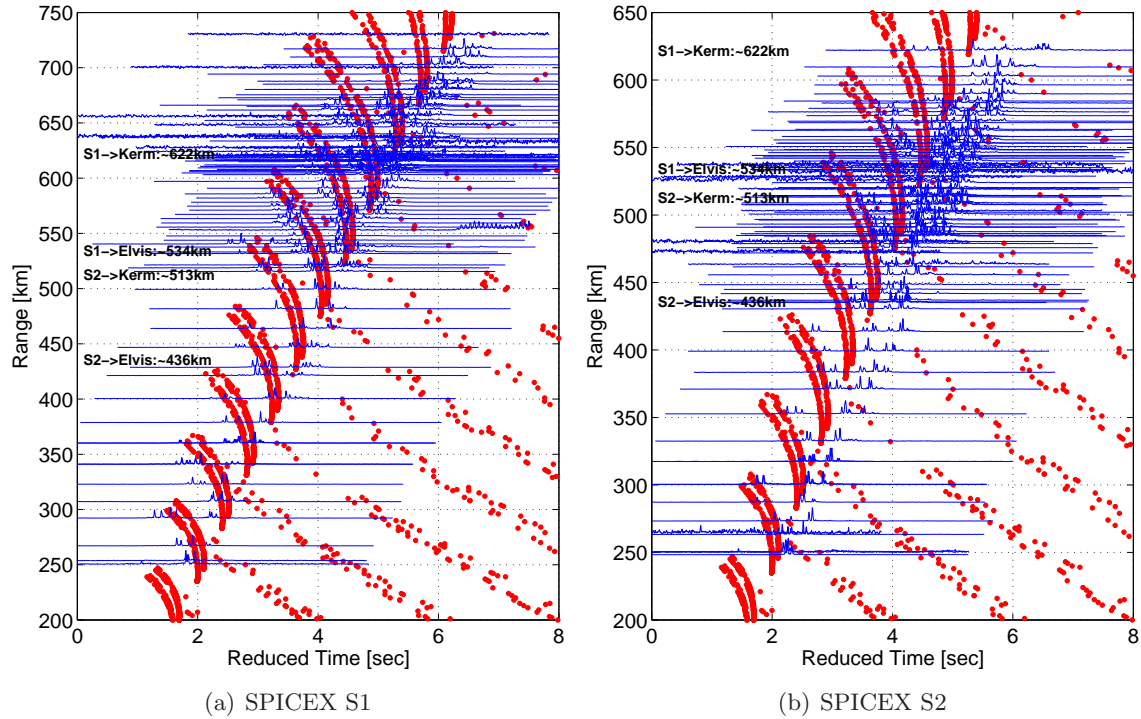 750
700
650
600
550
500
450
400
350
300
250
200
Range [km]
S1->Kerm:~622km
S1->Elvis:~534km
S2->Kerm:~513km
S2->Elvis:~436km
0 2 4 6 8
Reduced Time [sec]
(a) SPICEX S1
650
600
550
500
450
400
350
300
250
200
Range [km]
S1->Kerm:~622km
S1->Elvis:~534km
S2->Kerm:~513km
S2->Elvis:~436km
0 2 4 6 8
Reduced Time [sec]
(b) SPICEX S2